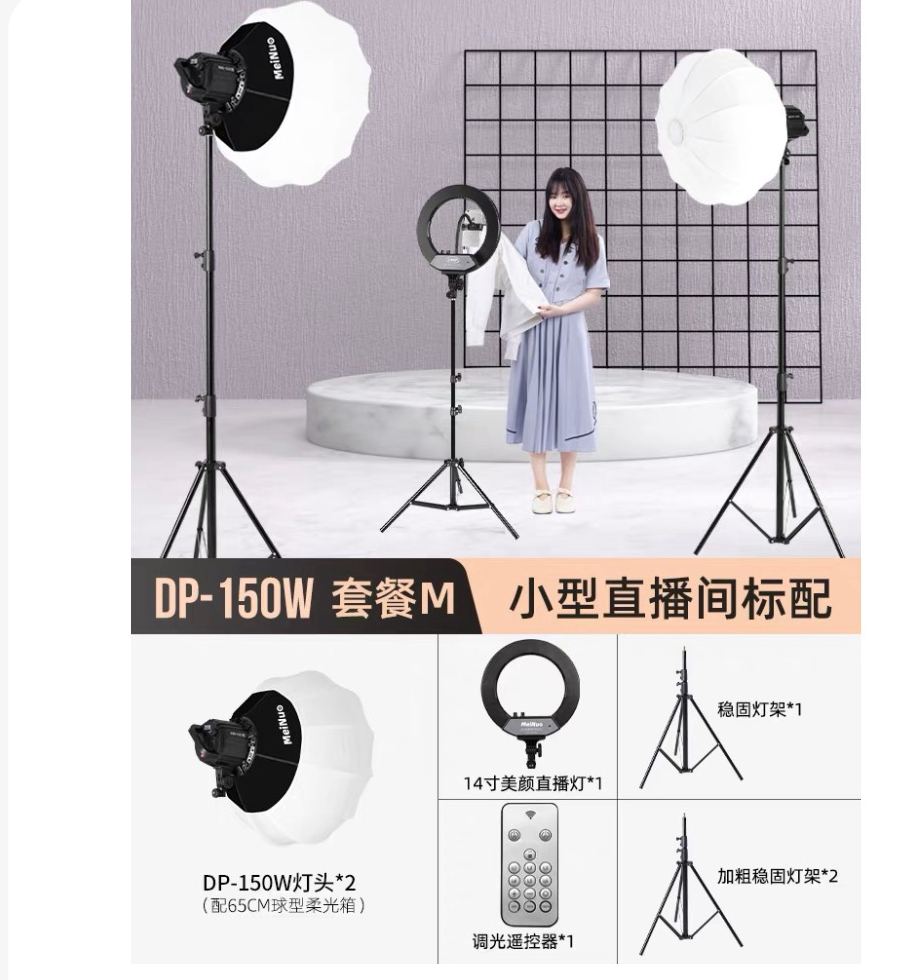 MeiNuo
DP-150W 套餐M
小型直播间标配
MeiNuo
DP-150W灯头*2
（配65CM球型柔光箱）
MeiNuo
14寸美颜直播灯*1
稳固灯架*1
调光遥控器*1
加粗稳固灯架*2